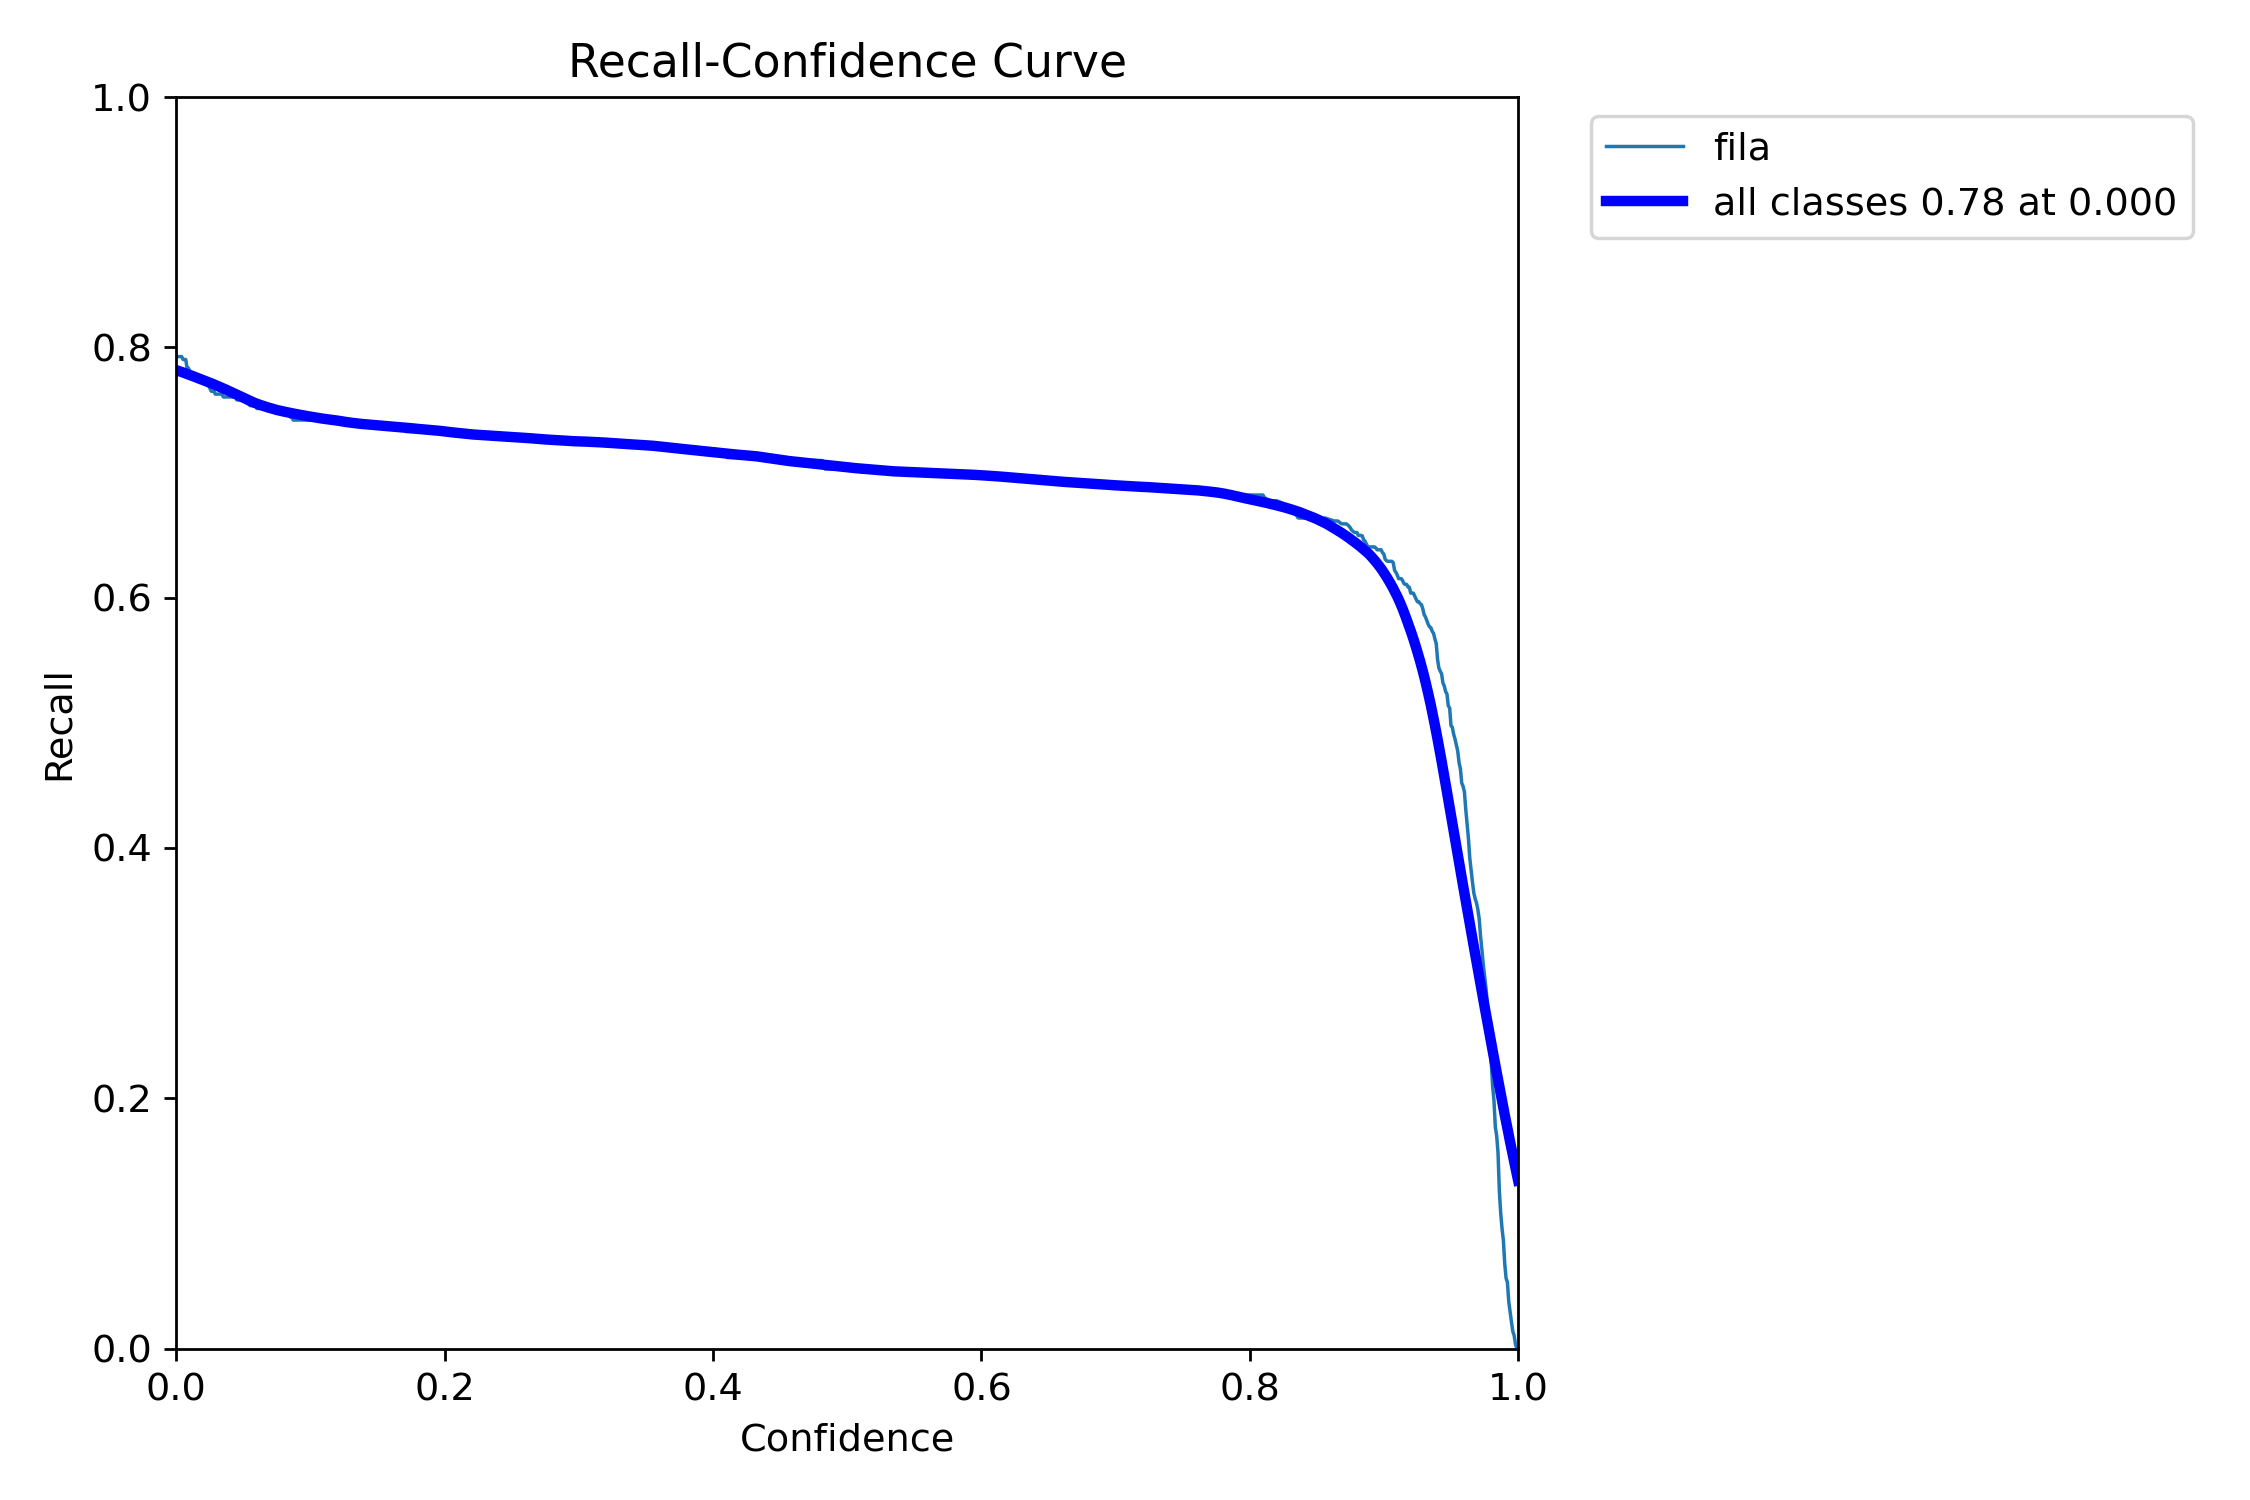 Recall-Confidence Curve
1.0
0.8
0.6
0.4
0.2
0.0
Recall
0.0 0.2 0.4 0.6 0.8 1.0
Confidence
fila
all classes 0.78 at 0.000